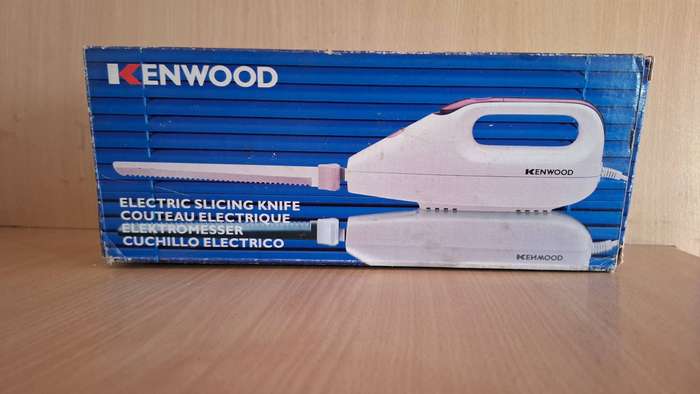 KENWOOD
KENWOOD
ELECTRIC SLICING KNIFE
COUTEAU ELECTRIQUE
ELEKTROMESSER
CUCHILLO ELECTRICO
KENWOOD